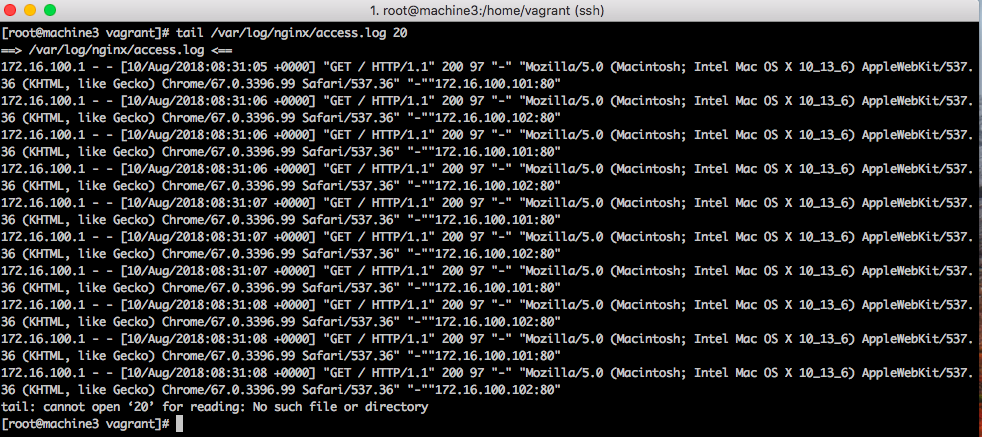 1. root@machine3:/home/vagrant (ssh)
[root@machine3 vagrant]# tail /var/log/nginx/access.log 20
==> /var/log/nginx/access.log <==
172.16.100.1 - - [10/Aug/2018:08:31:05 +0000] "GET / HTTP/1.1" 200 97 "-" "Mozilla/5.0 (Macintosh; Intel Mac OS X 10_13_6) AppleWebKit/537.
36 (KHTML, like Gecko) Chrome/67.0.3396.99 Safari/537.36" "-""172.16.100.101:80"
172.16.100.1 - - [10/Aug/2018:08:31:06 +0000] "GET / HTTP/1.1" 200 97 "-" "Mozilla/5.0 (Macintosh; Intel Mac OS X 10_13_6) AppleWebKit/537.
36 (KHTML, like Gecko) Chrome/67.0.3396.99 Safari/537.36" "-""172.16.100.102:80"
172.16.100.1 - - [10/Aug/2018:08:31:06 +0000] "GET / HTTP/1.1" 200 97 "-" "Mozilla/5.0 (Macintosh; Intel Mac OS X 10_13_6) AppleWebKit/537.
36 (KHTML, like Gecko) Chrome/67.0.3396.99 Safari/537.36" "-""172.16.100.101:80"
172.16.100.1 - - [10/Aug/2018:08:31:06 +0000] "GET / HTTP/1.1" 200 97 "-" "Mozilla/5.0 (Macintosh; Intel Mac OS X 10_13_6) AppleWebKit/537.
36 (KHTML, like Gecko) Chrome/67.0.3396.99 Safari/537.36" "-""172.16.100.102:80"
172.16.100.1 - - [10/Aug/2018:08:31:07 +0000] "GET / HTTP/1.1" 200 97 "-" "Mozilla/5.0 (Macintosh; Intel Mac OS X 10_13_6) AppleWebKit/537.
36 (KHTML, like Gecko) Chrome/67.0.3396.99 Safari/537.36" "-""172.16.100.101:80"
172.16.100.1 - - [10/Aug/2018:08:31:07 +0000] "GET / HTTP/1.1" 200 97 "-" "Mozilla/5.0 (Macintosh; Intel Mac OS X 10_13_6) AppleWebKit/537.
36 (KHTML, like Gecko) Chrome/67.0.3396.99 Safari/537.36" "-""172.16.100.102:80"
172.16.100.1 - - [10/Aug/2018:08:31:07 +0000] "GET / HTTP/1.1" 200 97 "-" "Mozilla/5.0 (Macintosh; Intel Mac OS X 10_13_6) AppleWebKit/537.
36 (KHTML, like Gecko) Chrome/67.0.3396.99 Safari/537.36" "-""172.16.100.101:80"
172.16.100.1 - - [10/Aug/2018:08:31:08 +0000] "GET / HTTP/1.1" 200 97 "-" "Mozilla/5.0 (Macintosh; Intel Mac OS X 10_13_6) AppleWebKit/537.
36 (KHTML, like Gecko) Chrome/67.0.3396.99 Safari/537.36" "-""172.16.100.102:80"
172.16.100.1 - - [10/Aug/2018:08:31:08 +0000] "GET / HTTP/1.1" 200 97 "-" "Mozilla/5.0 (Macintosh; Intel Mac OS X 10_13_6) AppleWebKit/537.
36 (KHTML, like Gecko) Chrome/67.0.3396.99 Safari/537.36" "-""172.16.100.101:80"
172.16.100.1 - - [10/Aug/2018:08:31:08 +0000] "GET / HTTP/1.1" 200 97 "-" "Mozilla/5.0 (Macintosh; Intel Mac OS X 10_13_6) AppleWebKit/537.
36 (KHTML, like Gecko) Chrome/67.0.3396.99 Safari/537.36" "-""172.16.100.102:80"
tail: cannot open ‘20’ for reading: No such file or directory
[root@machine3 vagrant]#